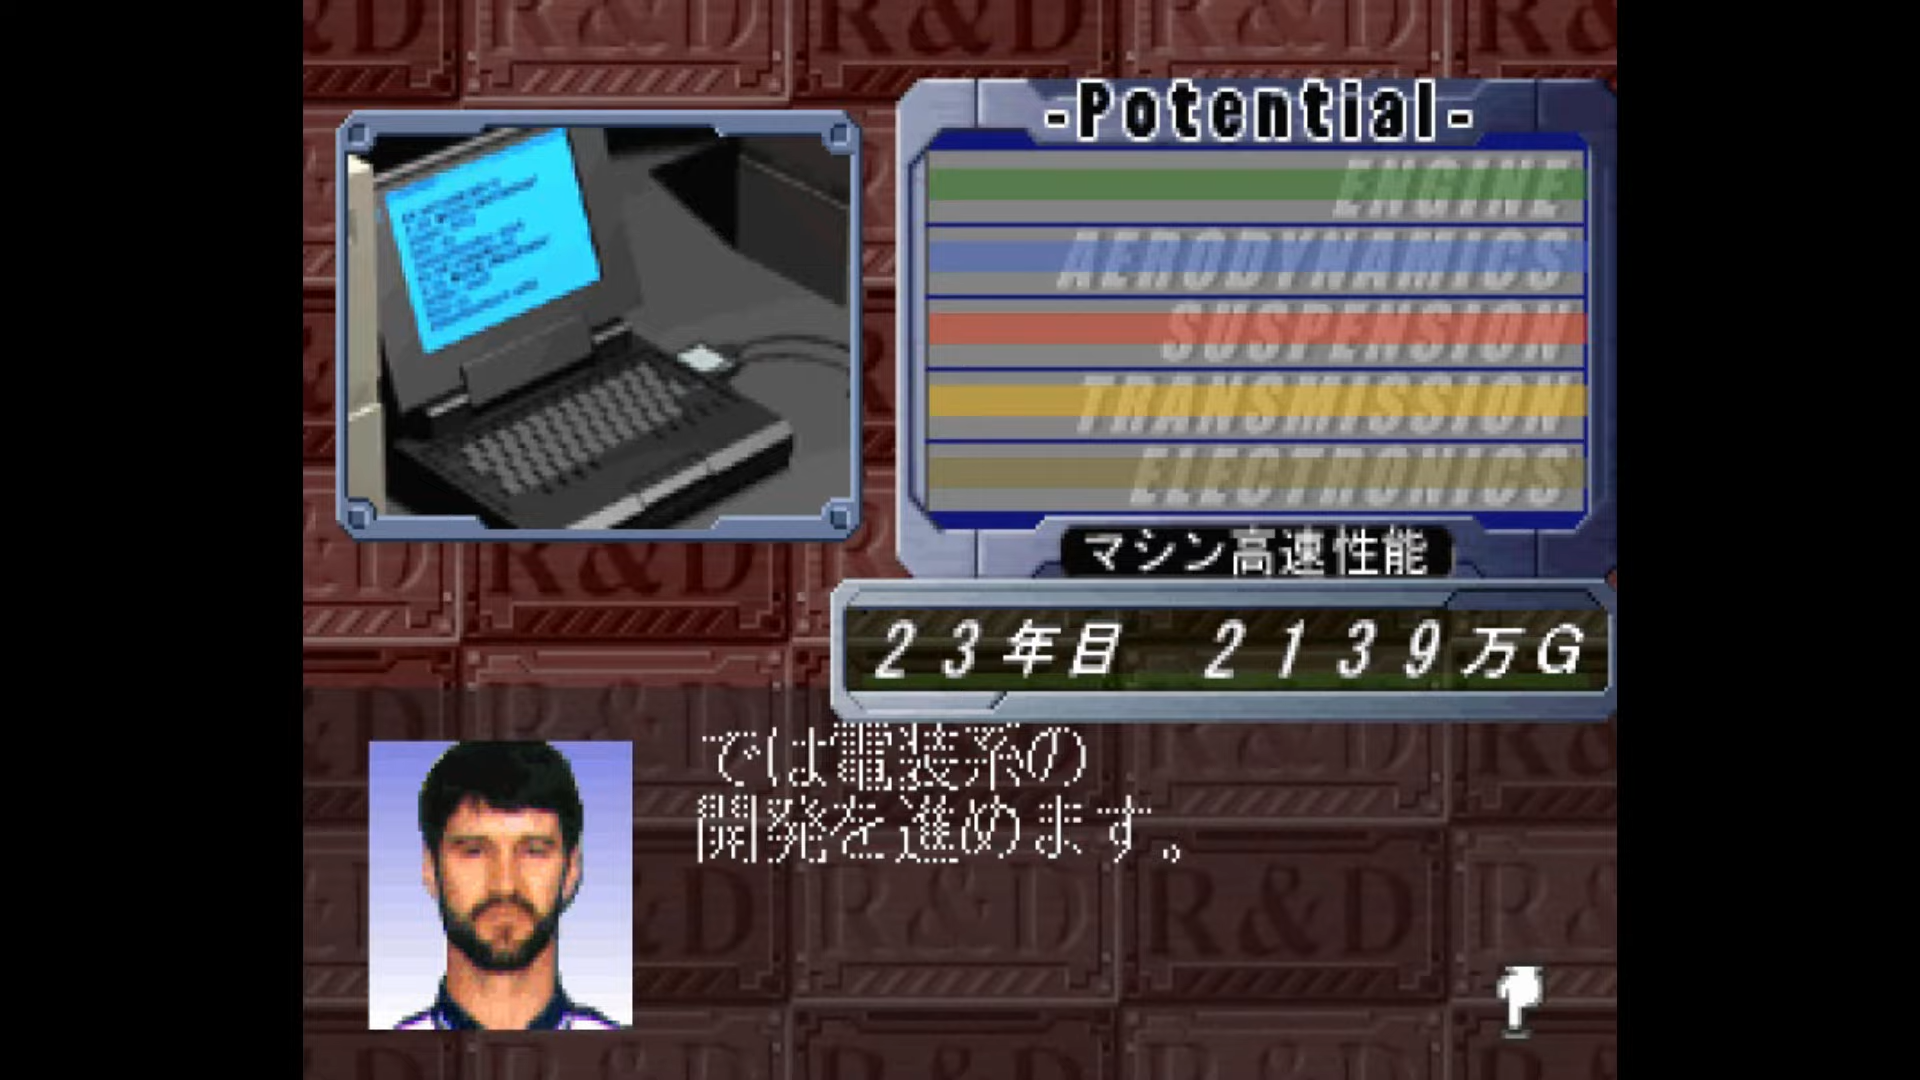 -Potential-
ENGINE
AERODYNAMICS
SUSPENSION
TRANSMISSION
ELECTRONICS
マシン高速性能
23年目 2139万G
では電装系の
開発を進めます。
R&D